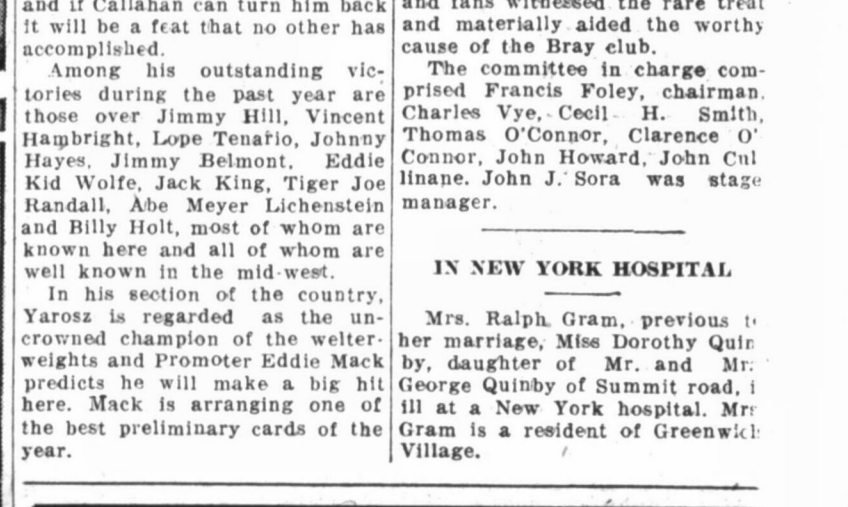 and if Callahan can turn him back
it will be a feat that no other has
accomplished.
Among his outstanding vic-
tories during the past year are
those over Jimmy Hill, Vincent
Hambright, Lope Tenario, Johnny
Hayes, Jimmy Belmont, Eddie
Kid Wolfe, Jack King, Tiger Joe
Randall, Abe Meyer Lichenstein
and Billy Holt, most of whom are
known here and all of whom are
well known in the mid-west.
In his section of the country,
Yarosz is regarded as the un-
crowned champion of the welter-
weights and Promoter Eddie Mack
predicts he will make a big hit
here. Mack is arranging one of
the best preliminary cards of the
year.
and fans witnessed the rare treat
and materially aided the worthy
cause of the Bray club.
The committee in charge com-
prised Francis Foley, chairman,
Charles Vye, Cecil H. Smith,
Thomas O'Connor, Clarence O'
Connor, John Howard, John Cul
linane. John J. Sora was stage
manager.
IN NEW YORK HOSPITAL
Mrs. Ralph Gram, previous t
her marriage, Miss Dorothy Quin
by, daughter of Mr. and Mr
George Quinby of Summit road, i
ill at a New York hospital. Mrs
Gram is a resident of Greenwich
Village.